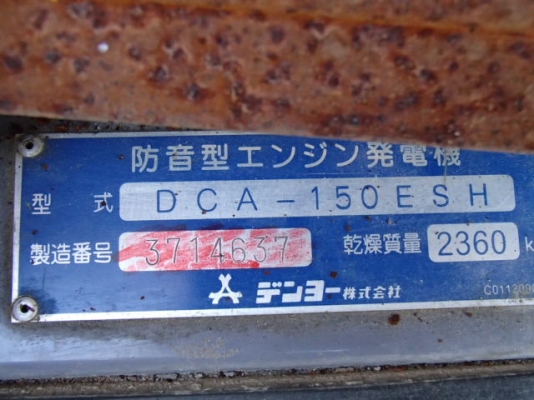 防音型エンジン発電機
型式 DCA-150ESH
製造番号 3714637 乾燥質量 2360 k
デンヨー株式会社